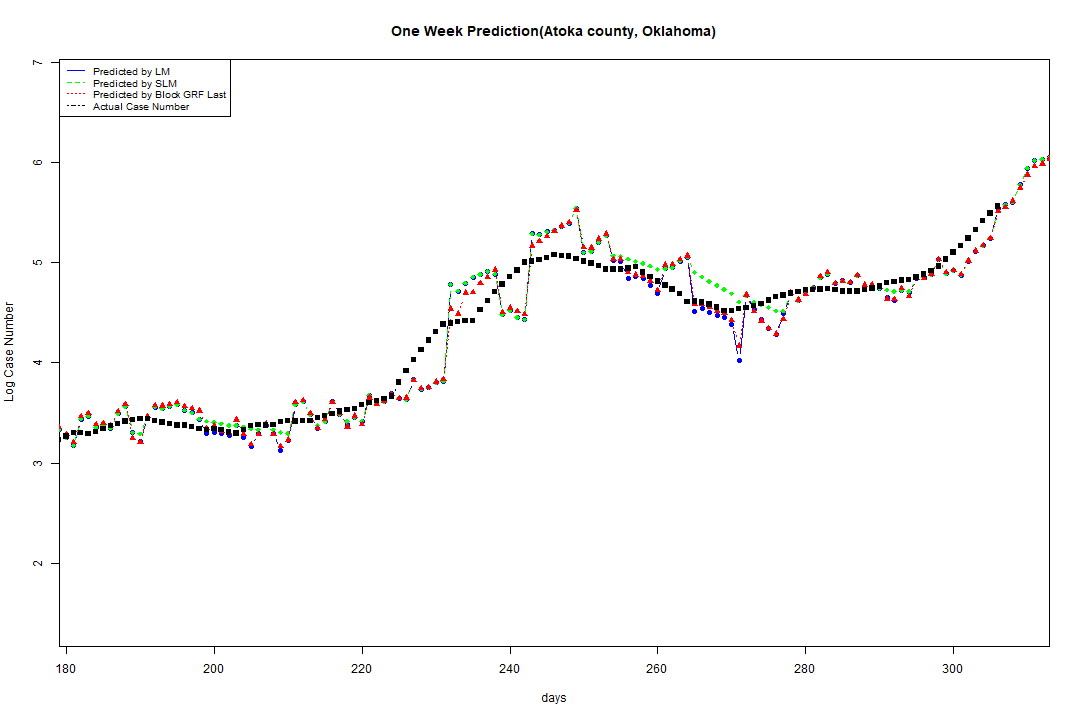 One Week Prediction(Atoka county, Oklahoma)
Predicted by LM
Predicted by SLM
Predicted by Block GRF Last
Actual Case Number
7
6
5
4
3
2
Log Case Number
180 200 220 240 260 280 300
days